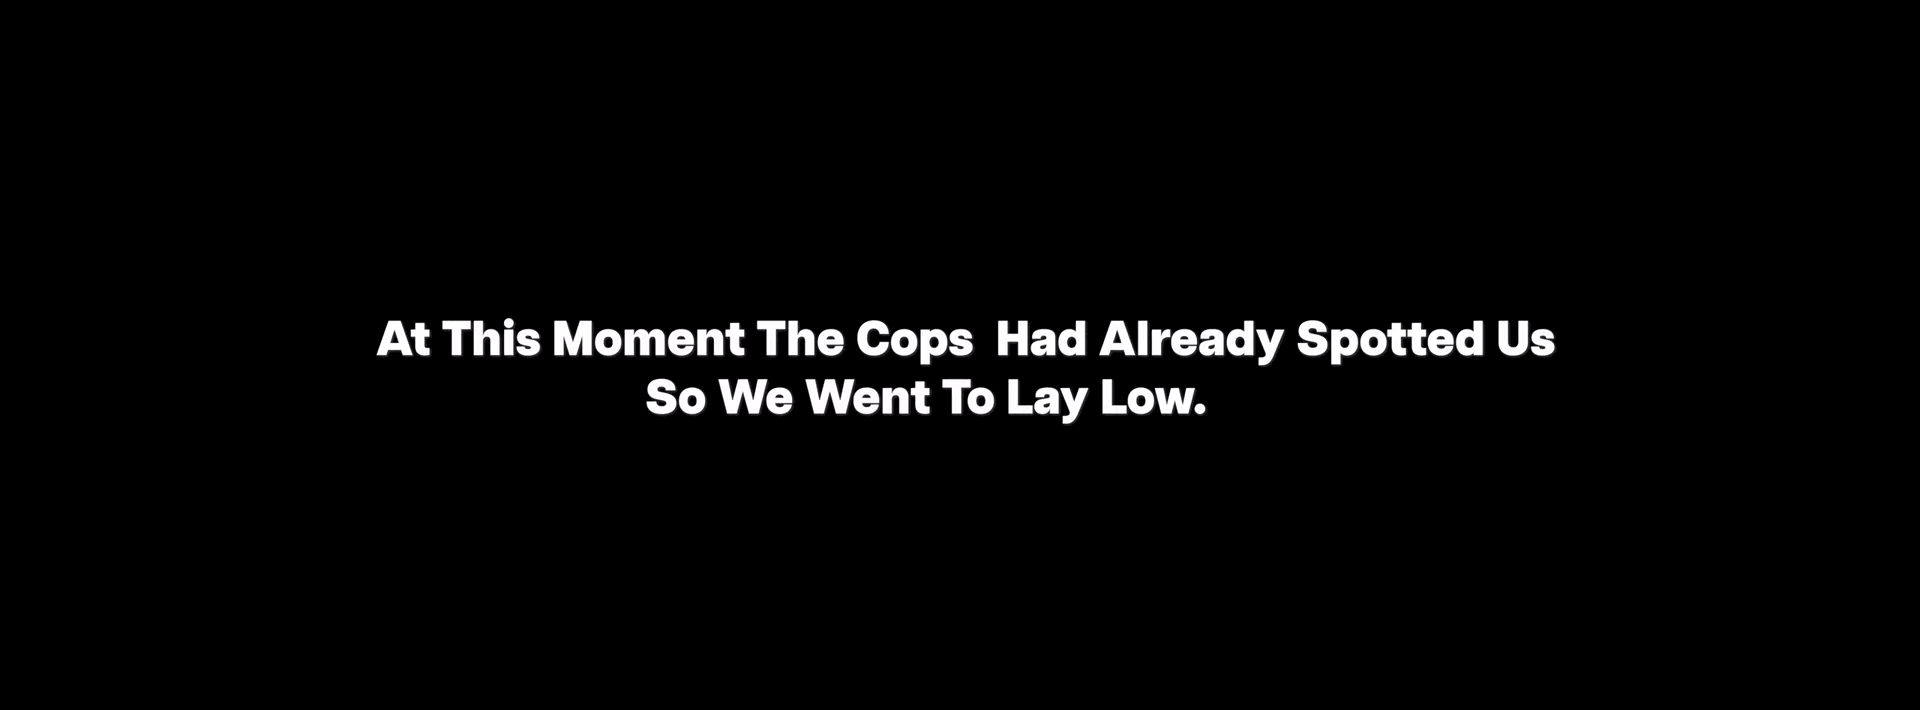 At This Moment The Cops  Had Already Spotted Us
So We Went To Lay Low.